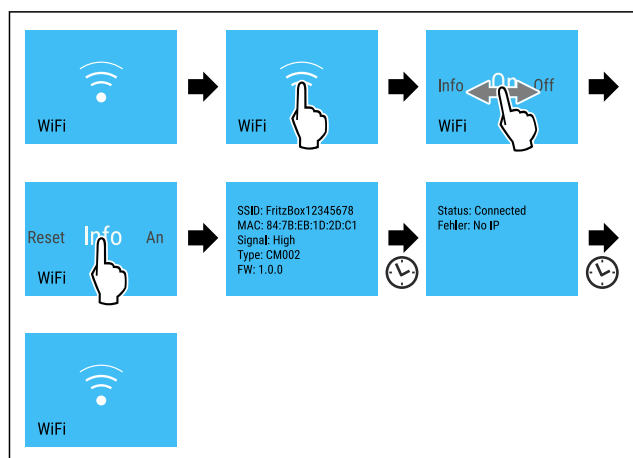 WiFi
WiFi
Info On Off
WiFi
Reset Info An
WiFi
SSID: FritzBox12345678
MAC: 84:7B:EB:1D:2D:C1
Signal: High
Type: CM002
FW: 1.0.0
Status: Connected
Fehler: No IP
WiFi